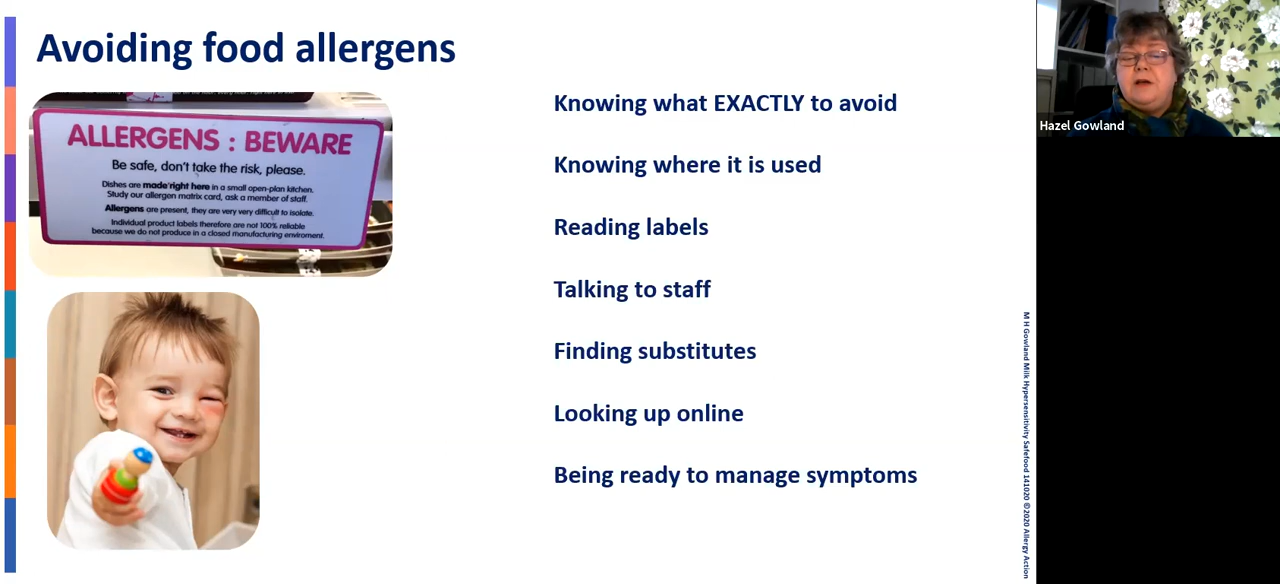 Avoiding food allergens
ALLERGENS : BEWARE
Be safe, don't take the risk, please.
Dishes are made right here in a small open-plan kitchen.
Study our allergen matrix card, ask a member of staff.
Allergens are present, they are very very difficult to isolate.
Individual product labels therefore are not 100% reliable
because we do not produce in a closed manufacturing enviroment.
Knowing what EXACTLY to avoid
Knowing where it is used
Reading labels
Talking to staff
Finding substitutes
Looking up online
Being ready to manage symptoms
M H Gowland Milk Hypersensitivity Safefood 141020 ©2020 Allergy Action
Hazel Gowland